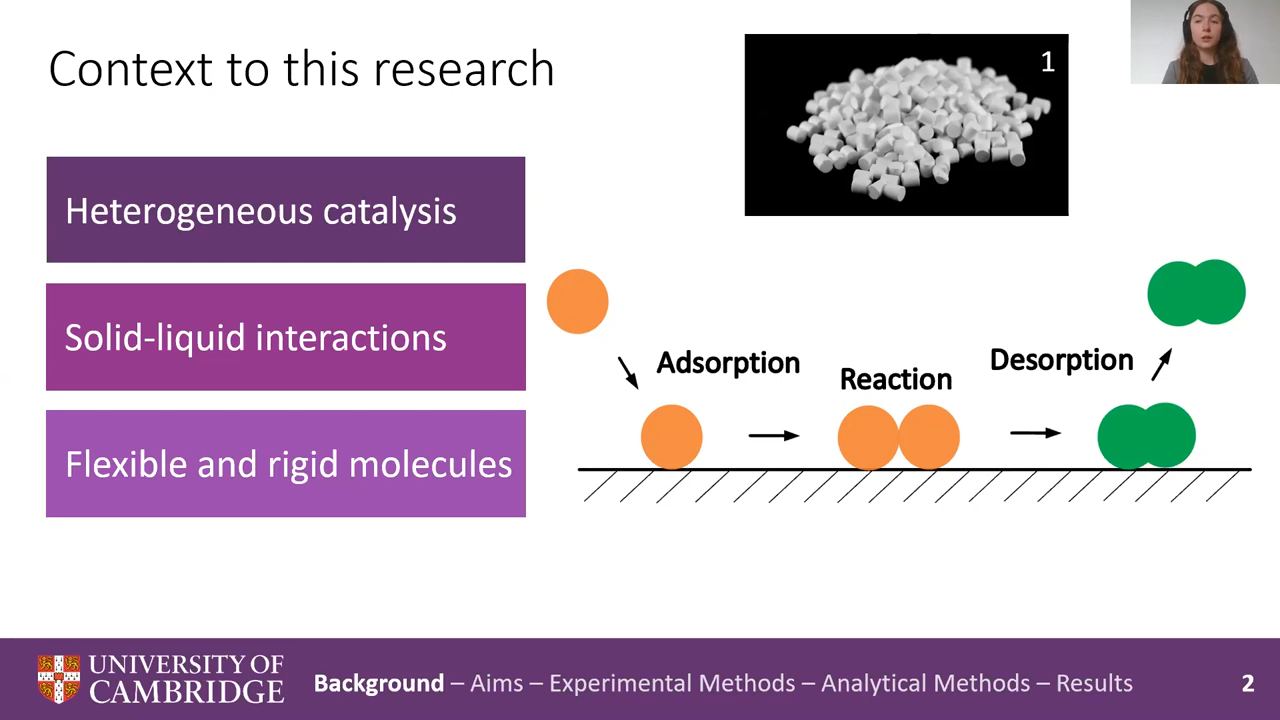 Context to this research
1
Heterogeneous catalysis
Solid-liquid interactions
Flexible and rigid molecules
Adsorption
Reaction
Desorption
UNIVERSITY OF
CAMBRIDGE
Background – Aims – Experimental Methods – Analytical Methods – Results
2